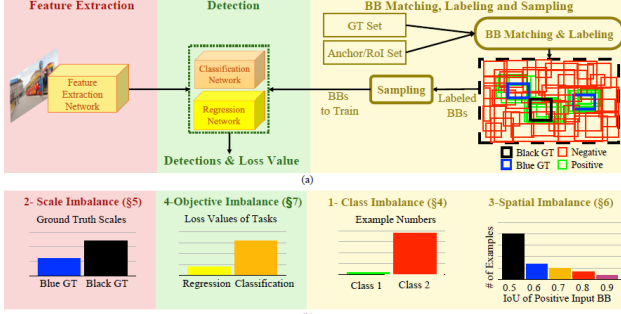 Feature Extraction
Detection
BB Matching, Labeling and Sampling
GT Set
Anchor/RoI Set
BB Matching & Labeling
Classification
Network
Feature
Extraction
Network
Regression
Network
Sampling
BBs
to Train
Labeled
BBs
Detections & Loss Value
Black GT
Negative
Blue GT
Positive
(a)
2- Scale Imbalance (§5)
4-Objective Imbalance (§7)
1- Class Imbalance (§4)
3-Spatial Imbalance (§6)
Ground Truth Scales
Loss Values of Tasks
Example Numbers
# of Examples
Blue GT Black GT
Regression Classification
Class 1 Class 2
0.5 0.6 0.7 0.8 0.9
IoU of Positive Input BB